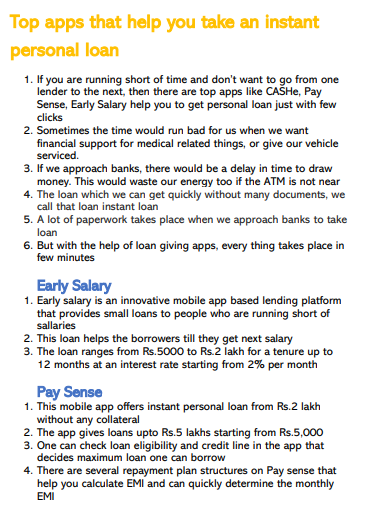 Top apps that help you take an instant
personal loan
1. If you are running short of time and don't want to go from one
lender to the next, then there are top apps like CASHe, Pay
Sense, Early Salary help you to get personal loan just with few
clicks
2. Sometimes the time would run bad for us when we want
financial support for medical related things, or give our vehicle
serviced.
3. If we approach banks, there would be a delay in time to draw
money. This would waste our energy too if the ATM is not near
4. The loan which we can get quickly without many documents, we
call that loan instant loan
5. A lot of paperwork takes place when we approach banks to take
loan
6. But with the help of loan giving apps, every thing takes place in
few minutes
Early Salary
1. Early salary is an innovative mobile app based lending platform
that provides small loans to people who are running short of
sallaries
2. This loan helps the borrowers till they get next salary
3. The loan ranges from Rs.5000 to Rs.2 lakh for a tenure up to
12 months at an interest rate starting from 2% per month
Pay Sense
1. This mobile app offers instant personal loan from Rs.2 lakh
without any collateral
2. The app gives loans upto Rs.5 lakhs starting from Rs.5,000
3. One can check loan eligibility and credit line in the app that
decides maximum loan one can borrow
4. There are several repayment plan structures on Pay sense that
help you calculate EMI and can quickly determine the monthly
EMI